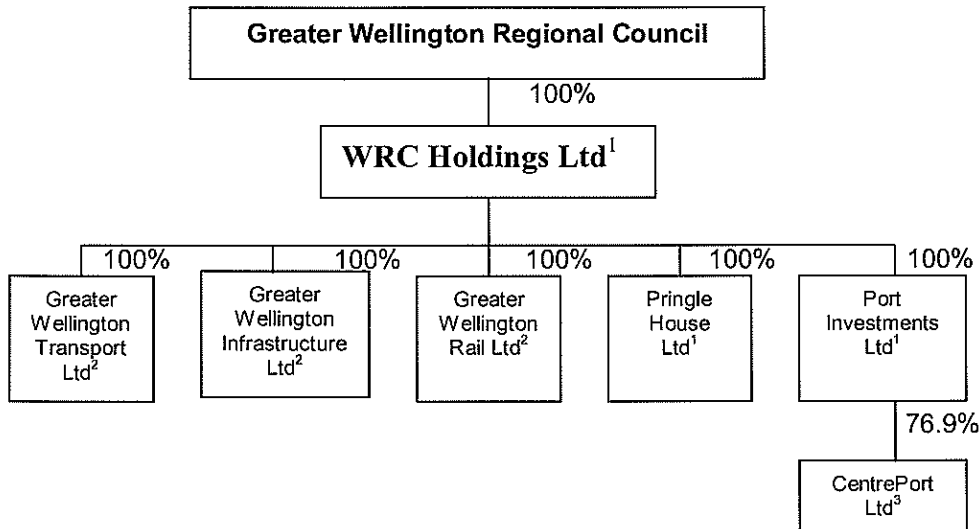 Greater Wellington Regional Council
100%
WRC Holdings Ltd¹
100%
100%
100%
100%
100%
Greater
Wellington
Transport
Ltd²
Greater
Wellington
Infrastructure
Ltd²
Greater
Wellington
Rail Ltd²
Pringle
House
Ltd¹
Port
Investments
Ltd¹
76.9%
CentrePort
Ltd³